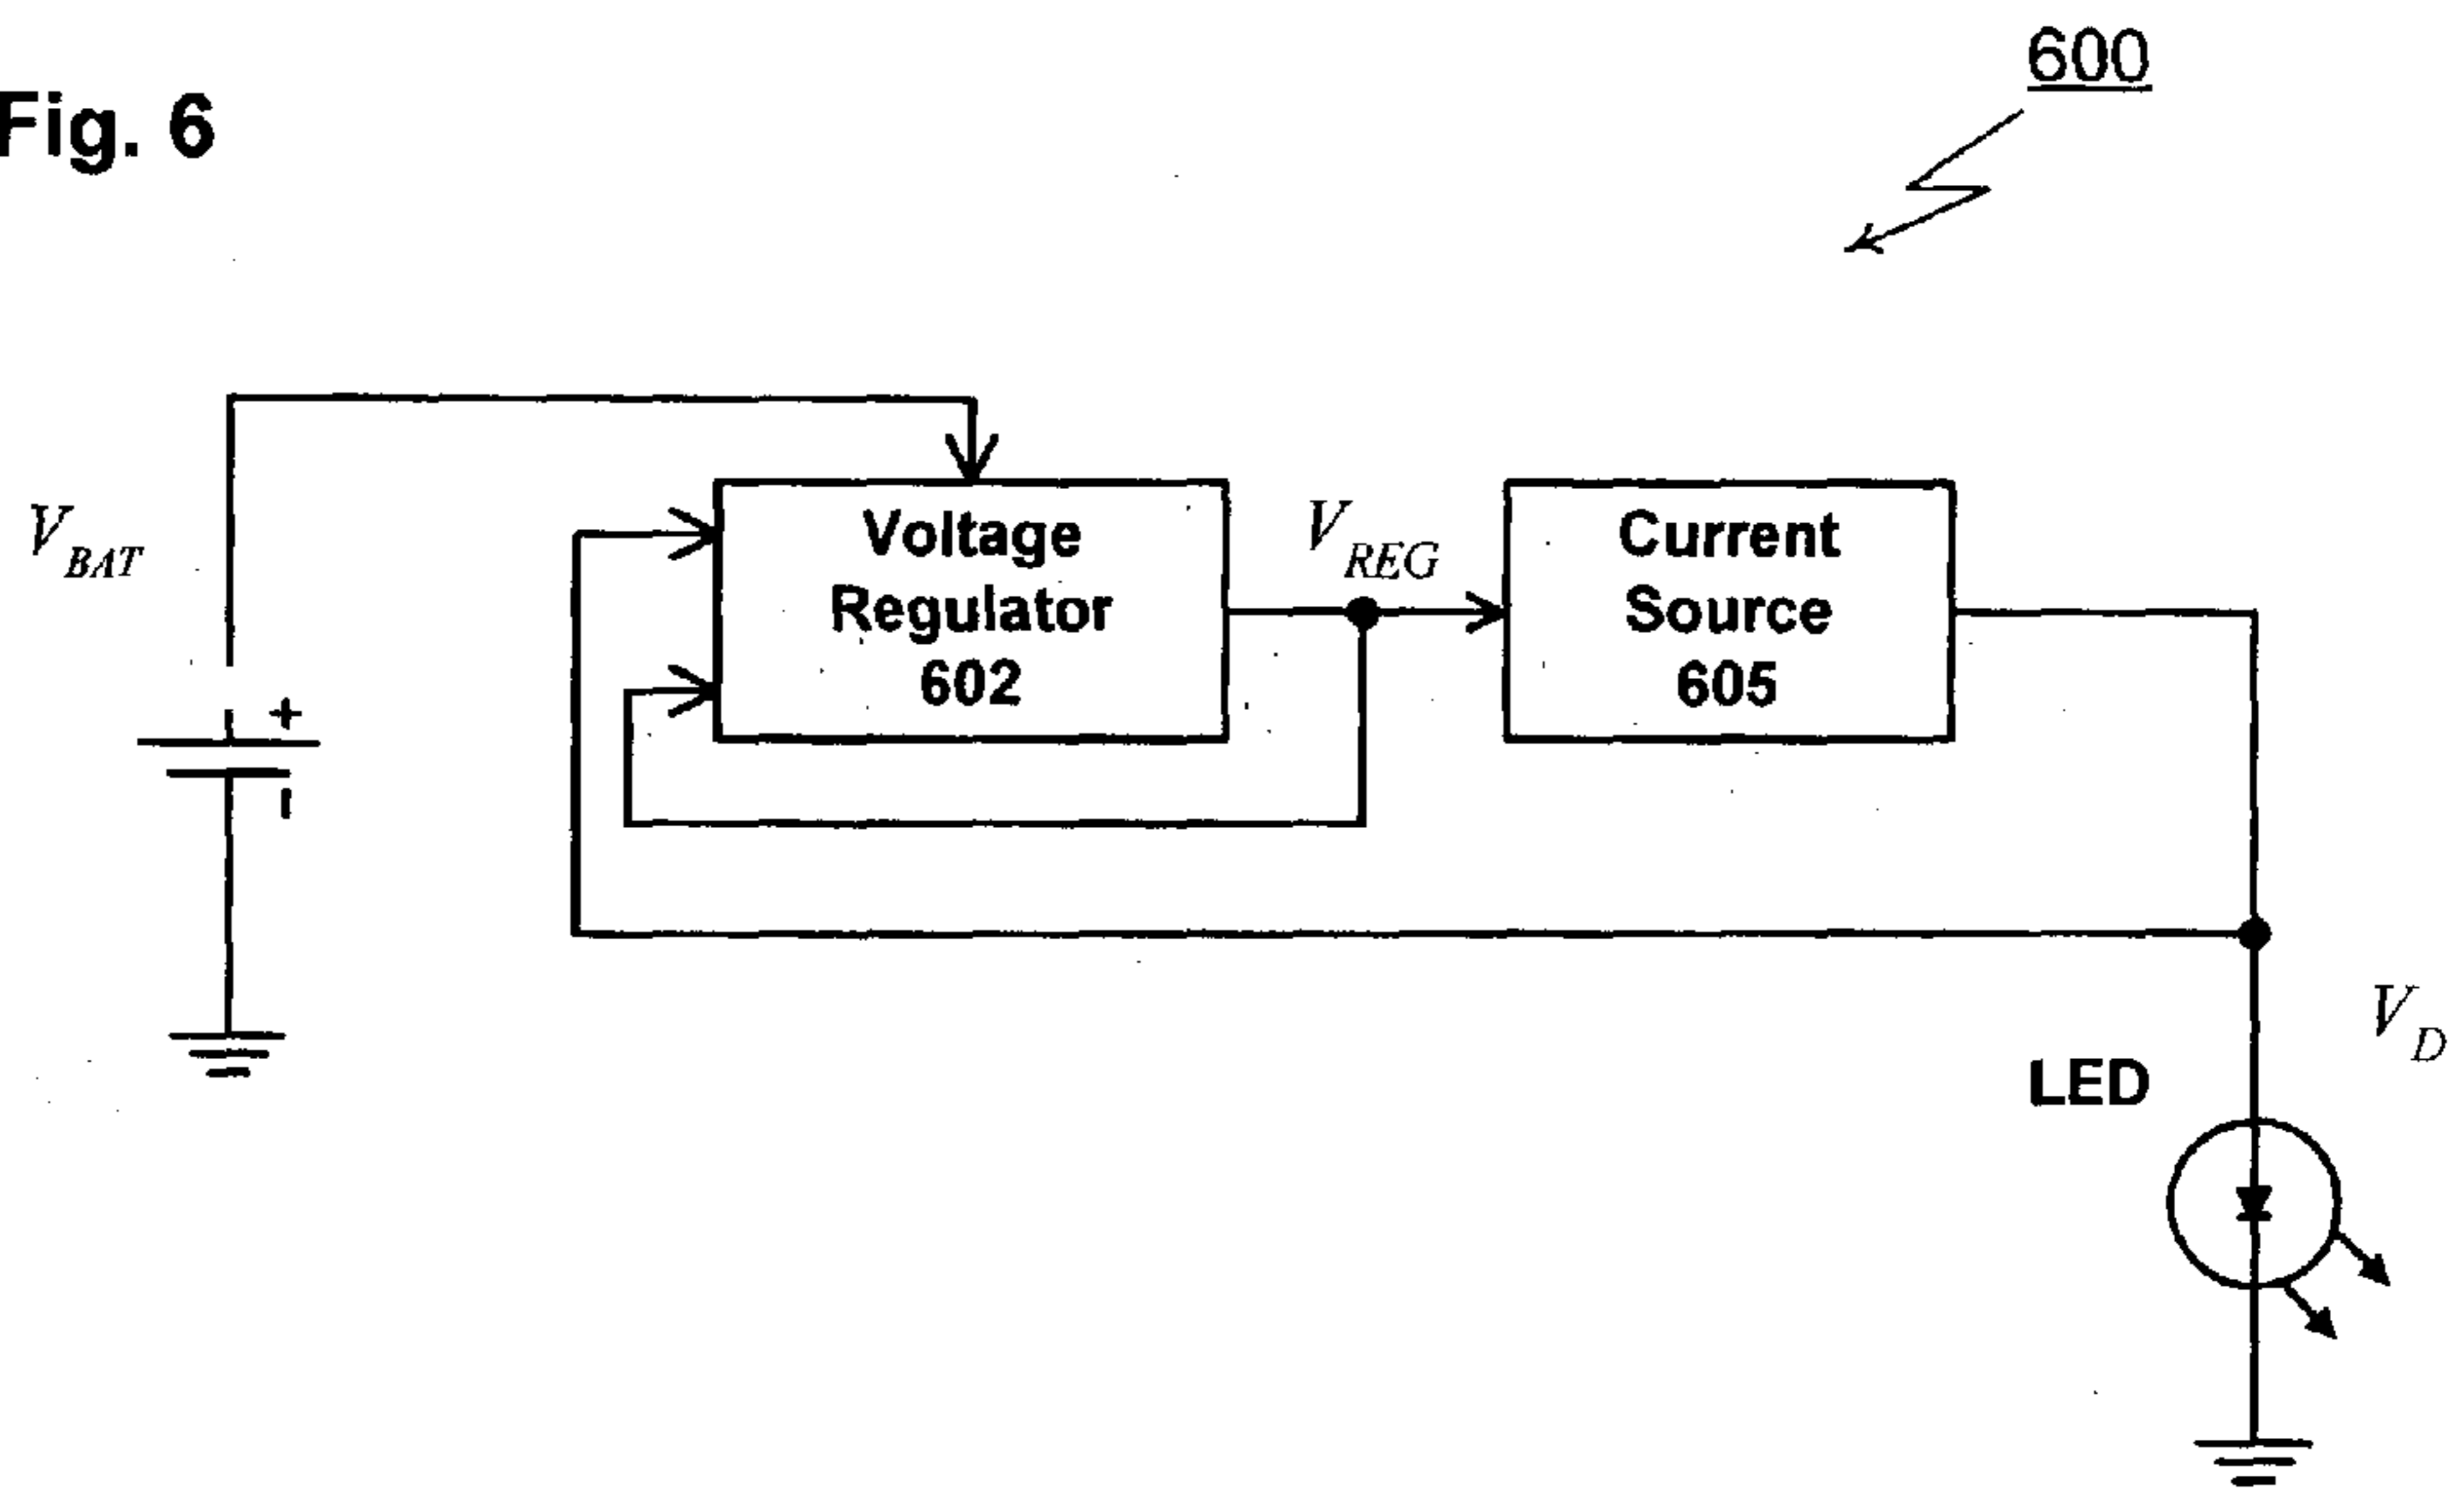 600
Fig. 6
V_BAT
Voltage
Regulator
602
V_REG
Current
Source
605
+
-
V_D
LED